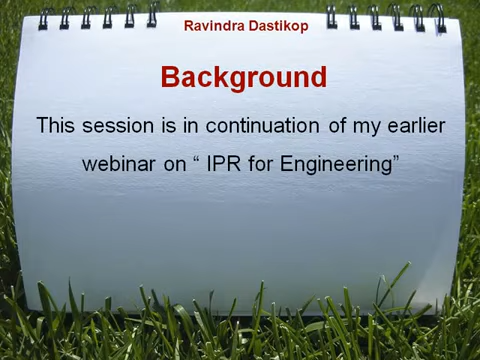 Ravindra Dastikop
Background
This session is in continuation of my earlier
webinar on “ IPR for Engineering”